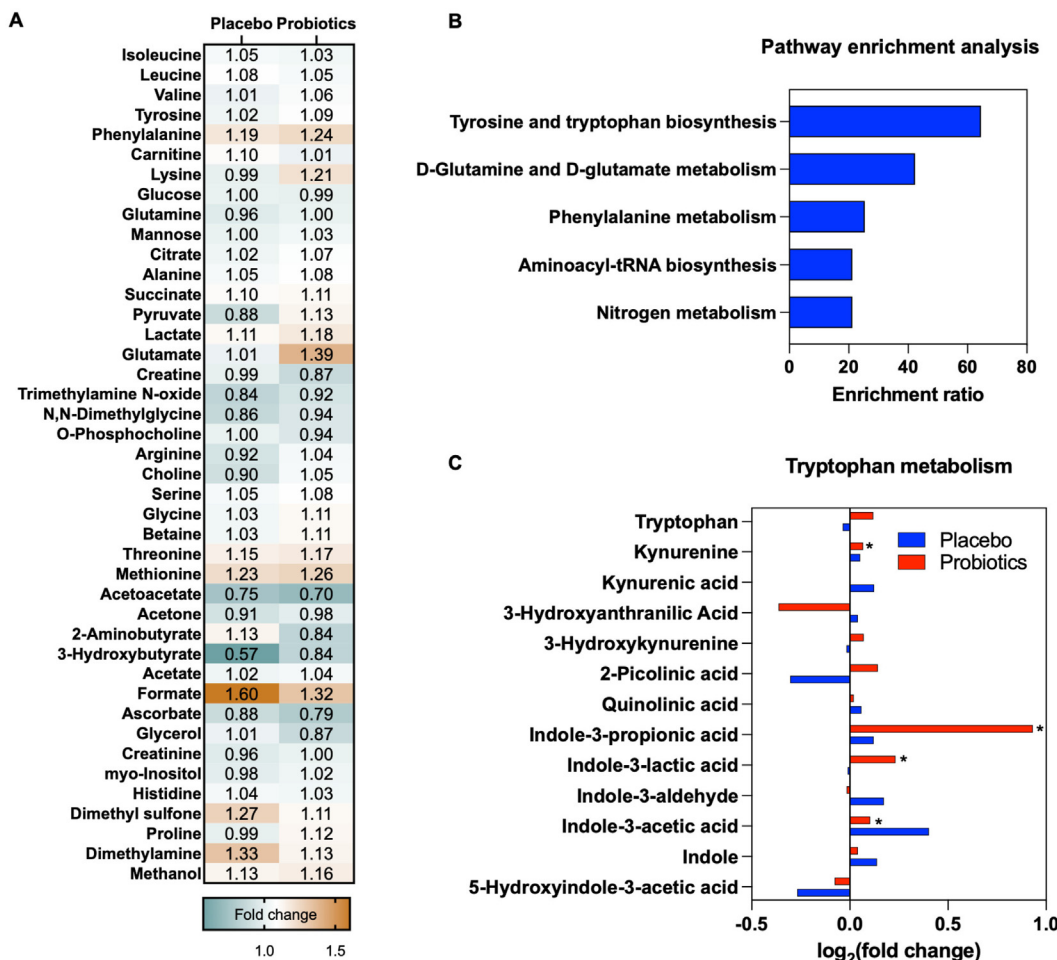 A
Placebo Probiotics
Isoleucine 1.05 1.03
Leucine 1.08 1.05
Valine 1.01 1.06
Tyrosine 1.02 1.09
Phenylalanine 1.19 1.24
Carnitine 1.10 1.01
Lysine 0.99 1.21
Glucose 1.00 0.99
Glutamine 0.96 1.00
Mannose 1.00 1.03
Citrate 1.02 1.07
Alanine 1.05 1.08
Succinate 1.10 1.11
Pyruvate 0.88 1.13
Lactate 1.11 1.18
Glutamate 1.01 1.39
Creatine 0.99 0.87
Trimethylamine N-oxide 0.84 0.92
N,N-Dimethylglycine 0.86 0.94
O-Phosphocholine 1.00 0.94
Arginine 0.92 1.04
Choline 0.90 1.05
Serine 1.05 1.08
Glycine 1.03 1.11
Betaine 1.03 1.11
Threonine 1.15 1.17
Methionine 1.23 1.26
Acetoacetate 0.75 0.70
Acetone 0.91 0.98
2-Aminobutyrate 1.13 0.84
3-Hydroxybutyrate 0.57 0.84
Acetate 1.02 1.04
Formate 1.60 1.32
Ascorbate 0.88 0.79
Glycerol 1.01 0.87
Creatinine 0.96 1.00
myo-Inositol 0.98 1.02
Histidine 1.04 1.03
Dimethyl sulfone 1.27 1.11
Proline 0.99 1.12
Dimethylamine 1.33 1.13
Methanol 1.13 1.16
Fold change
1.0 1.5
B
Pathway enrichment analysis
Tyrosine and tryptophan biosynthesis
D-Glutamine and D-glutamate metabolism
Phenylalanine metabolism
Aminoacyl-tRNA biosynthesis
Nitrogen metabolism
0 20 40 60 80
Enrichment ratio
C
Tryptophan metabolism
Placebo
Probiotics
Tryptophan
Kynurenine *
Kynurenic acid
3-Hydroxyanthranilic Acid
3-Hydroxykynurenine
2-Picolinic acid
Quinolinic acid
Indole-3-propionic acid *
Indole-3-lactic acid *
Indole-3-aldehyde
Indole-3-acetic acid *
Indole
5-Hydroxyindole-3-acetic acid
-0.5 0.0 0.5 1.0
log2(fold change)